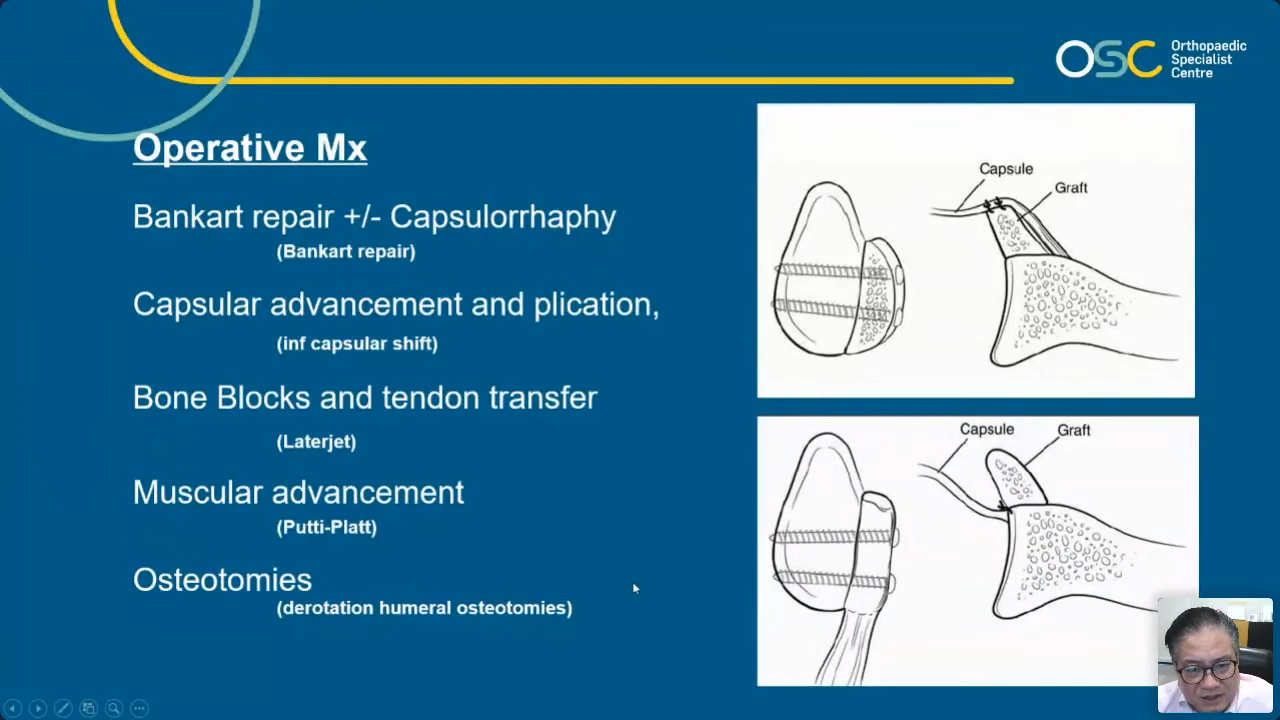 OSC
Orthopaedic
Specialist
Centre
Operative Mx
Bankart repair +/- Capsulorrhaphy
(Bankart repair)
Capsular advancement and plication,
(inf capsular shift)
Bone Blocks and tendon transfer
(Laterjet)
Muscular advancement
(Putti-Platt)
Osteotomies
(derotation humeral osteotomies)
Capsule
Graft
Capsule
Graft